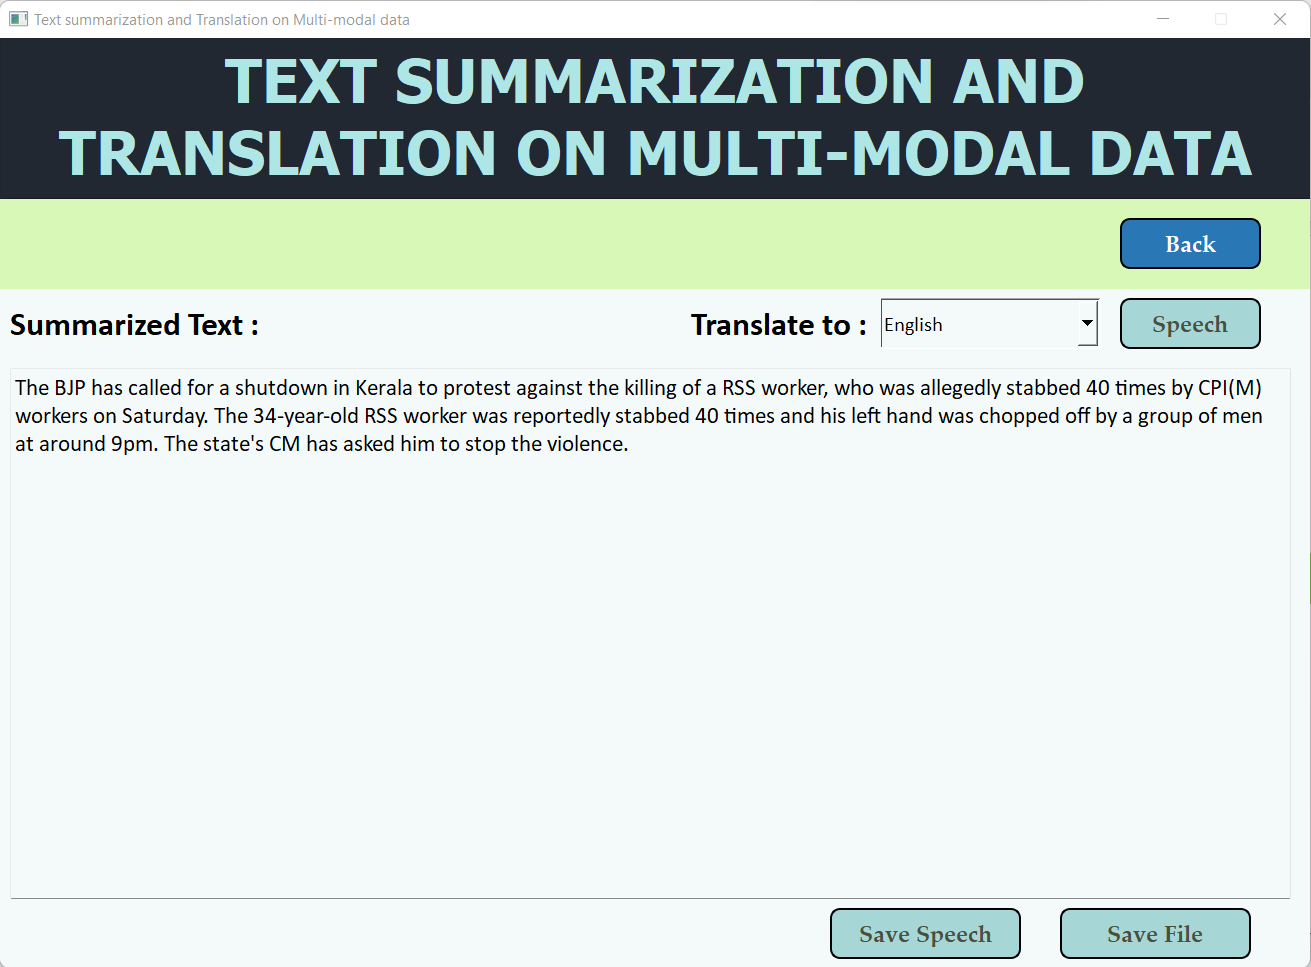 Text summarization and Translation on Multi-modal data
TEXT SUMMARIZATION AND
TRANSLATION ON MULTI-MODAL DATA
Back
Summarized Text :
Translate to :
English
Speech
The BJP has called for a shutdown in Kerala to protest against the killing of a RSS worker, who was allegedly stabbed 40 times by CPI(M)
workers on Saturday. The 34-year-old RSS worker was reportedly stabbed 40 times and his left hand was chopped off by a group of men
at around 9pm. The state's CM has asked him to stop the violence.
Save Speech
Save File